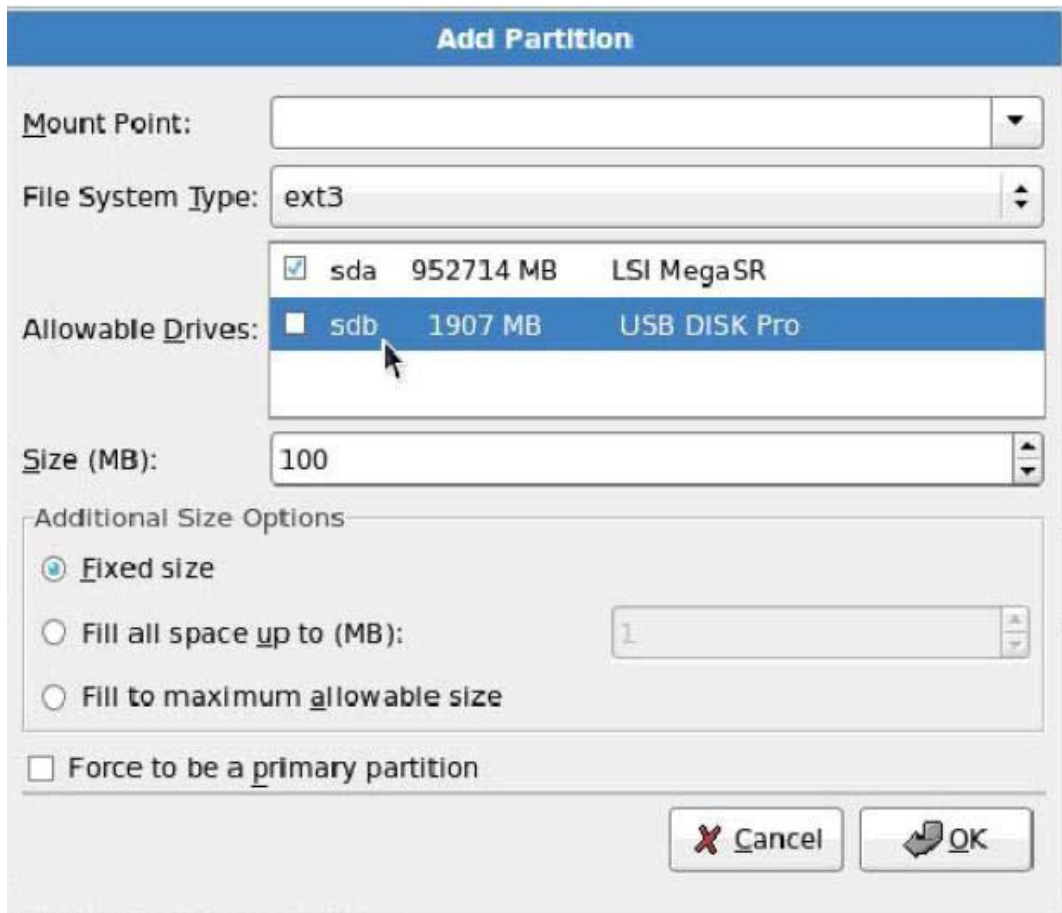 Add Partition
Mount Point:
File System Type: ext3
Allowable Drives:
sda 952714 MB LSI MegaSR
sdb 1907 MB USB DISK Pro
Size (MB): 100
Additional Size Options
Fixed size
Fill all space up to (MB): 1
Fill to maximum allowable size
Force to be a primary partition
Cancel OK